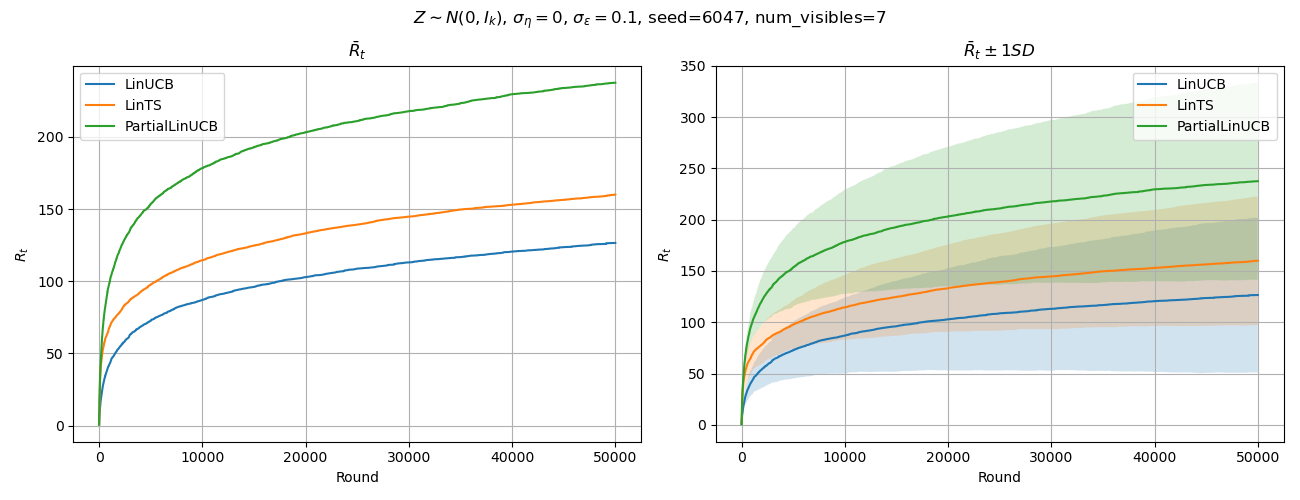 Z ~ N(0, I_k), σ_η = 0, σ_ε = 0.1, seed=6047, num_visibles=7
R̄_t
LinUCB
LinTS
PartialLinUCB
R_t
200
150
100
50
0
0 10000 20000 30000 40000 50000
Round
R̄_t ± 1SD
LinUCB
LinTS
PartialLinUCB
R_t
350
300
250
200
150
100
50
0
0 10000 20000 30000 40000 50000
Round